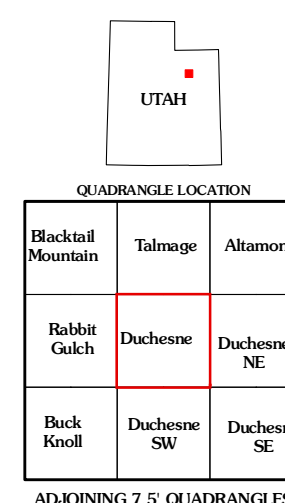 UTAH
QUADRANGLE LOCATION
Blacktail
Mountain
Talmage
Altamon
Rabbit
Gulch
Duchesne
Duchesne
NE
Buck
Knoll
Duchesne
SW
Duchesn
SE
ADJOINING 7.5' QUADRANGLES